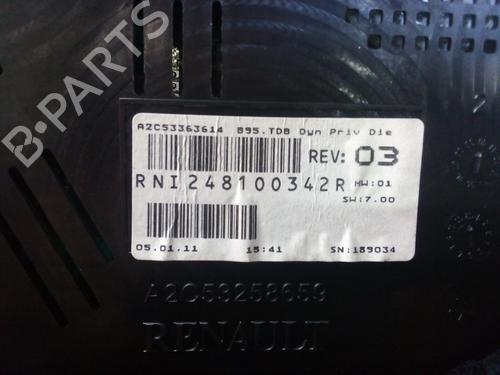 B-PARTS
A2C53363614 B95.TDB Dyn Priv Die
REV: 03
RNI248100342R HW:01
SW:7.00
05.01.11 15:41 SN:189034
A2C53258659
RENAULT